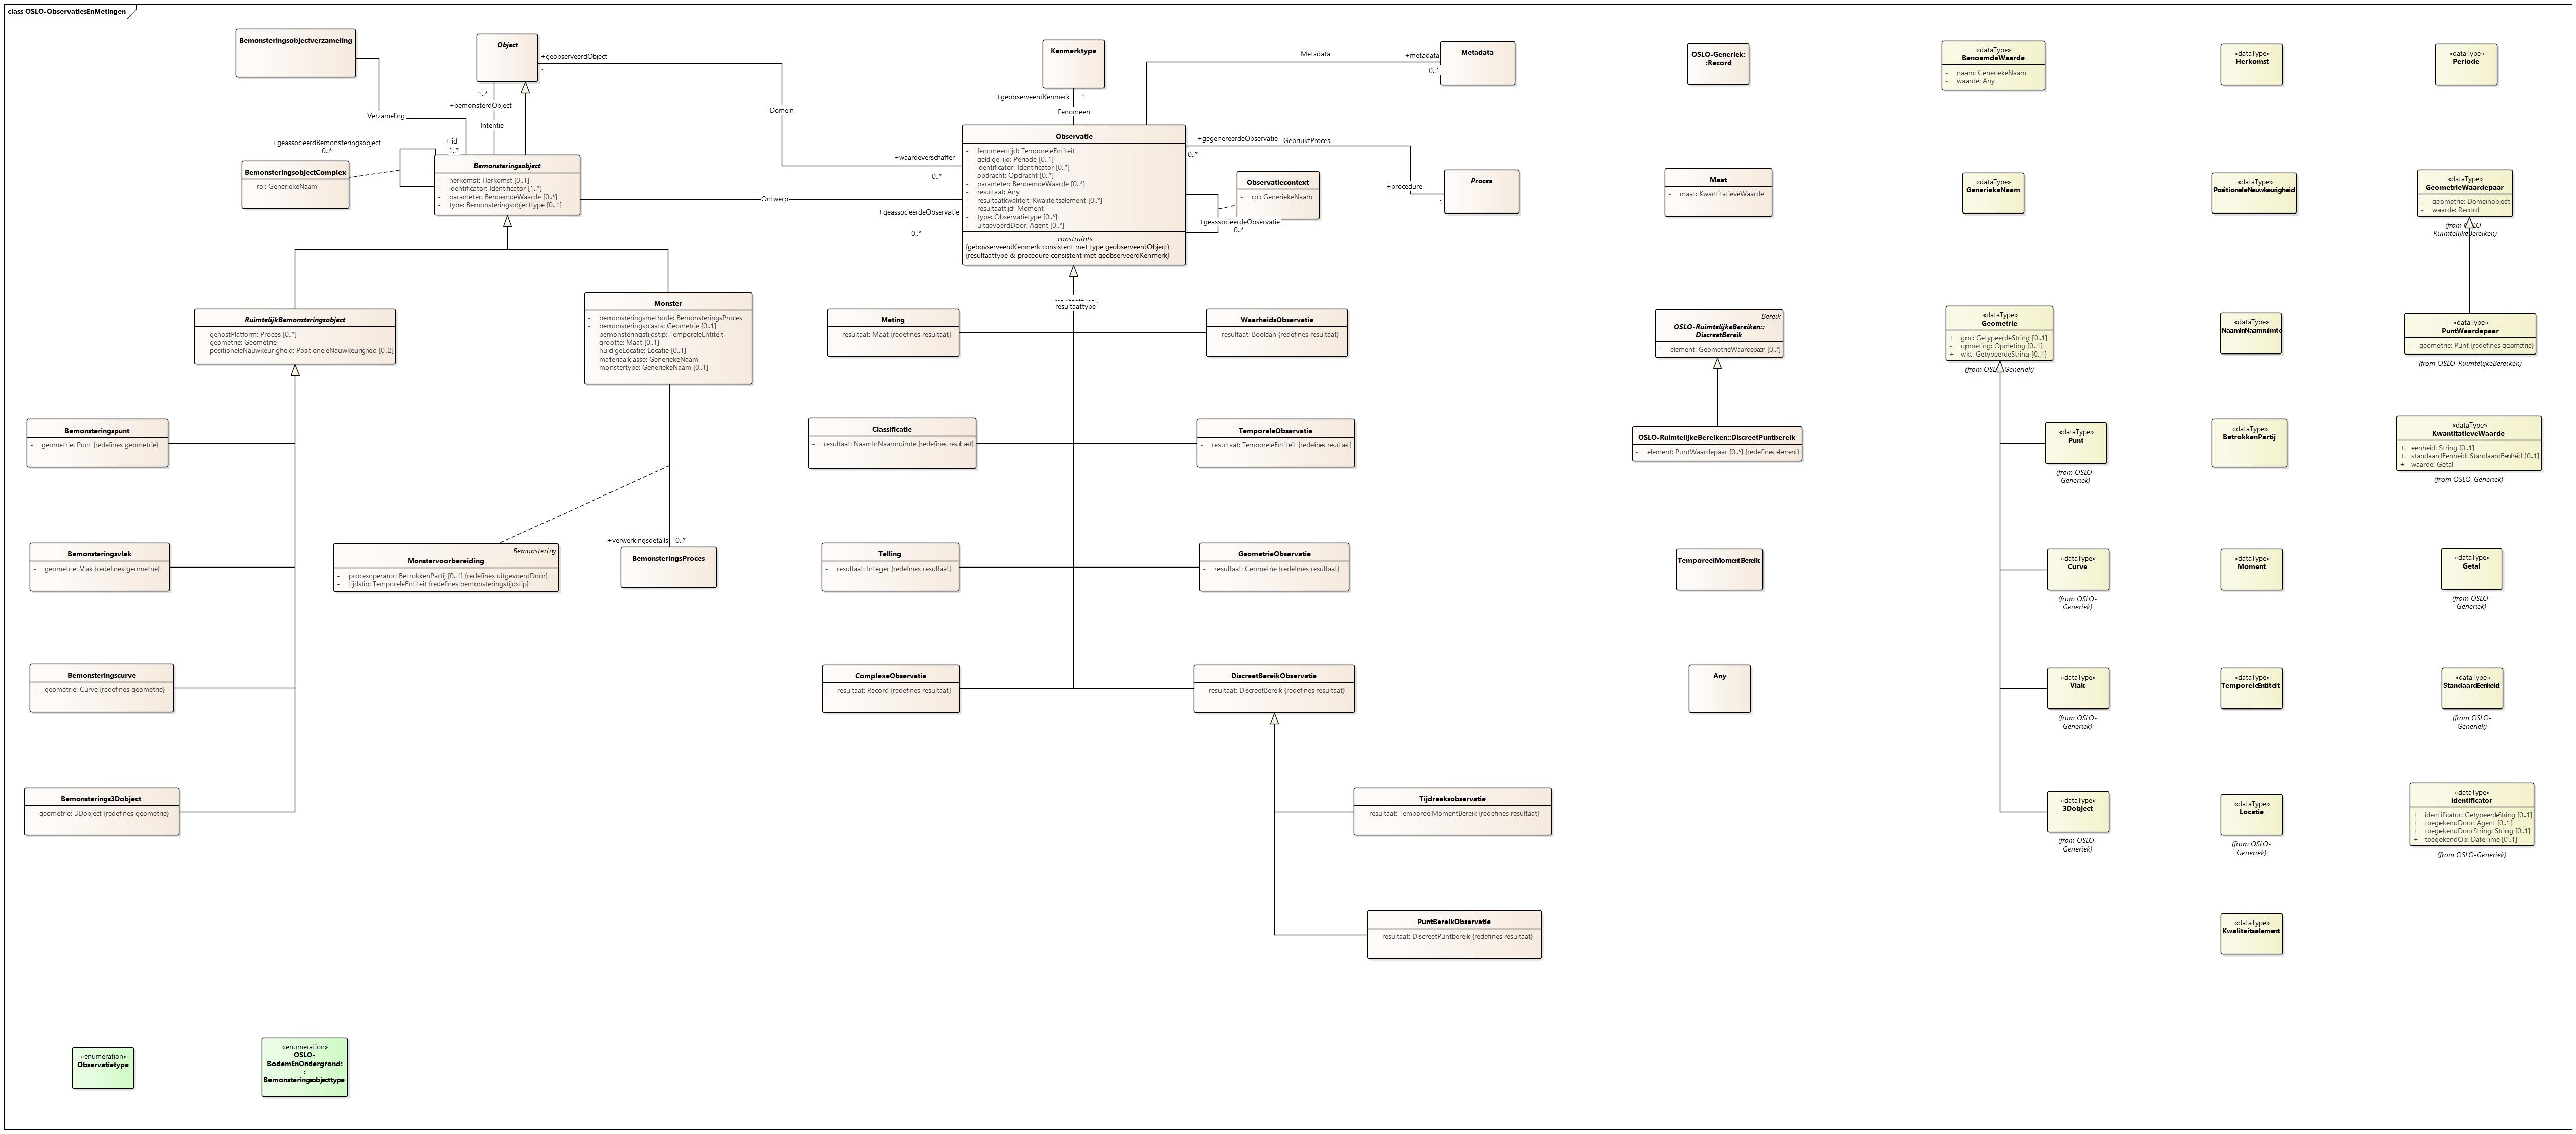 class OSLO-ObservatiesEnMetingen
Bemonsteringsobjectverzameling
Object
+geobserveerdObject
1
1..*
+bemonsterdObject
Intentie
Verzameling
+lid
1..*
+geassocieerdBemonsteringsobject
0..*
BemonsteringsobjectComplex
- rol: GeneriekeNaam
Bemonsteringsobject
- herkomst: Herkomst [0..1]
- identificator: Identificator [1..*]
- parameter: BenoemdeWaarde [0..*]
- type: Bemonsteringsobjecttype [0..1]
Domein
+waardeverschaffer
0..*
Ontwerp
+geassocieerdeObservatie
0..*
Kenmerktype
+geobserveerdKenmerk 1
Fenomeen
Metadata
+metadata
0..1
Metadata
Observatie
- fenomeentijd: TemporeleEntiteit
- geldigeTijd: Periode [0..1]
- identificator: Identificator [0..*]
- opdracht: Opdracht [0..*]
- parameter: BenoemdeWaarde [0..*]
- resultaat: Any
- resultaatkwaliteit: Kwaliteitselement [0..*]
- resultaattijd: Moment
- type: Observatietype [0..*]
- uitgevoerdDoor: Agent [0..*]
constraints
{gebovserveerdKenmerk consistent met type geobserveerdObject}
{resultaattype & procedure consistent met geobserveerdKenmerk}
+gegenereerdeObservatie GebruiktProces
0..*
+procedure
1
Proces
Observatiecontext
- rol: GeneriekeNaam
+geassocieerdeObservatie
0..*
resultaattype
RuimtelijkBemonsteringsobject
- gehostPlatform: Proces [0..*]
- geometrie: Geometrie
- positioneleNauwkeurigheid: PositioneleNauwkeurigheid [0..2]
Monster
- bemonsteringsmethode: BemonsteringsProces
- bemonsteringsplaats: Geometrie [0..1]
- bemonsteringstijdstip: TemporeleEntiteit
- grootte: Maat [0..1]
- huidigeLocatie: Locatie [0..1]
- materiaalklasse: GeneriekeNaam
- monstertype: GeneriekeNaam [0..1]
Bemonsteringspunt
- geometrie: Punt {redefines geometrie}
Bemonsteringsvlak
- geometrie: Vlak {redefines geometrie}
Bemonsteringscurve
- geometrie: Curve {redefines geometrie}
Bemonsterings3Dobject
- geometrie: 3Dobject {redefines geometrie}
Bemonstering
Monstervoorbereiding
- procesoperator: BetrokkenPartij [0..1] {redefines uitgevoerdDoor}
- tijdstip: TemporeleEntiteit {redefines bemonsteringstijdstip}
+verwerkingsdetails 0..*
BemonsteringsProces
Meting
- resultaat: Maat {redefines resultaat}
WaarheidsObservatie
- resultaat: Boolean {redefines resultaat}
Classificatie
- resultaat: NaamInNaamruimte {redefines resultaat}
TemporeleObservatie
- resultaat: TemporeleEntiteit {redefines resultaat}
Telling
- resultaat: Integer {redefines resultaat}
GeometrieObservatie
- resultaat: Geometrie {redefines resultaat}
ComplexeObservatie
- resultaat: Record {redefines resultaat}
DiscreetBereikObservatie
- resultaat: DiscreetBereik {redefines resultaat}
Tijdreeksobservatie
- resultaat: TemporeelMomentBereik {redefines resultaat}
PuntBereikObservatie
- resultaat: DiscreetPuntbereik {redefines resultaat}
OSLO-Generiek:
:Record
Maat
- maat: KwantitatieveWaarde
Bereik
OSLO-RuimtelijkeBereiken::
DiscreetBereik
- element: GeometrieWaardepaar [0..*]
OSLO-RuimtelijkeBereiken::DiscreetPuntbereik
- element: PuntWaardepaar [0..*] {redefines element}
TemporeelMomentBereik
Any
«dataType»
BenoemdeWaarde
- naam: GeneriekeNaam
- waarde: Any
«dataType»
GeneriekeNaam
«dataType»
Geometrie
+ gml: GetypeerdeString [0..1]
- opmeting: Opmeting [0..1]
+ wkt: GetypeerdeString [0..1]
(from OSLO-Generiek)
«dataType»
Punt
(from OSLO-
Generiek)
«dataType»
Curve
(from OSLO-
Generiek)
«dataType»
Vlak
(from OSLO-
Generiek)
«dataType»
3Dobject
(from OSLO-
Generiek)
«dataType»
Herkomst
«dataType»
PositioneleNauwkeurigheid
«dataType»
NaamInNaamruimte
«dataType»
BetrokkenPartij
«dataType»
Moment
«dataType»
TemporeleEntiteit
«dataType»
Locatie
(from OSLO-
Generiek)
«dataType»
Kwaliteitselement
«dataType»
Periode
«dataType»
GeometrieWaardepaar
- geometrie: Domeinobject
- waarde: Record
(from OSLO-
RuimtelijkeBereiken)
«dataType»
PuntWaardepaar
- geometrie: Punt {redefines geometrie}
(from OSLO-RuimtelijkeBereiken)
«dataType»
KwantitatieveWaarde
+ eenheid: String [0..1]
+ standaardEenheid: StandaardEenheid [0..1]
+ waarde: Getal
(from OSLO-Generiek)
«dataType»
Getal
(from OSLO-
Generiek)
«dataType»
StandaardEenheid
(from OSLO-
Generiek)
«dataType»
Identificator
+ identificator: GetypeerdeString [0..1]
+ toegekendDoor: Agent [0..1]
+ toegekendDoorString: String [0..1]
+ toegekendOp: DateTime [0..1]
(from OSLO-Generiek)
«enumeration»
Observatietype
«enumeration»
OSLO-
BodemEnOndergrond:
:
Bemonsteringsobjecttype